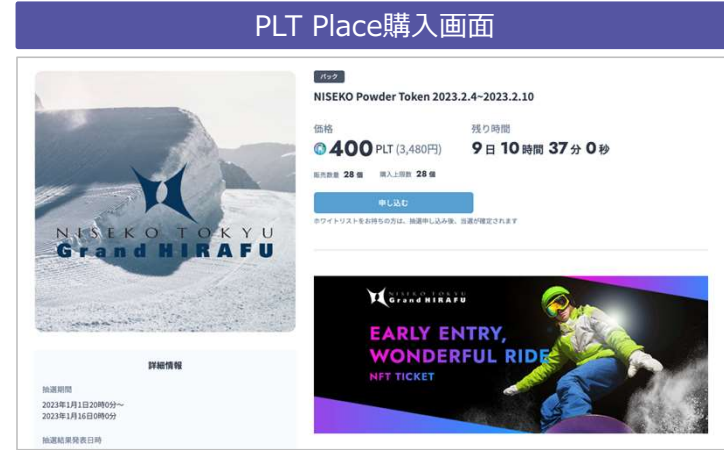 PLT Place購入画面
NISEKO TOKYU
Grand HIRAFU
パック
NISEKO Powder Token 2023.2.4~2023.2.10
価格
400 PLT (3,480円)
残り時間
9日 10時間 37分 0秒
販売数量 28 個 購入上限数 28 個
申し込む
ホワイトリストをお持ちの方は、抽選申し込み後、当選が確定されます
NISEKO TOKYU
Grand HIRAFU
EARLY ENTRY,
WONDERFUL RIDE
NFT TICKET
詳細情報
抽選期間
2023年1月1日20時0分〜
2023年1月16日0時0分
抽選結果発表日時